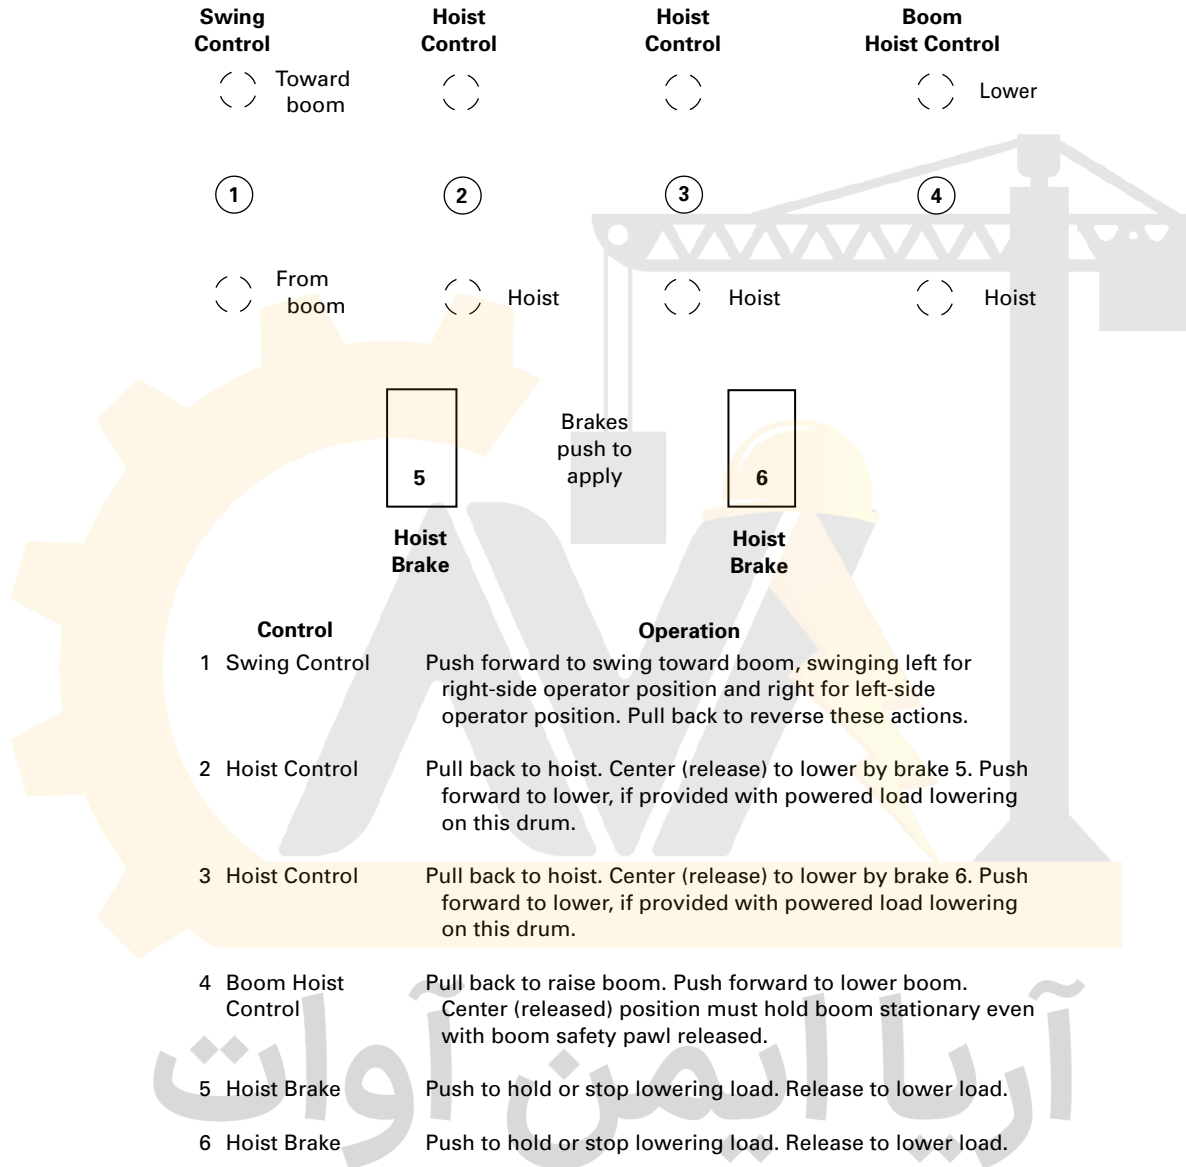 Swing Control
Hoist Control
Hoist Control
Boom Hoist Control
Toward boom
Lower
1
2
3
4
From boom
Hoist
Hoist
Hoist
5
Brakes push to apply
6
Hoist Brake
Hoist Brake
Control Operation
1 Swing Control Push forward to swing toward boom, swinging left for
right-side operator position and right for left-side
operator position. Pull back to reverse these actions.
2 Hoist Control Pull back to hoist. Center (release) to lower by brake 5. Push
forward to lower, if provided with powered load lowering
on this drum.
3 Hoist Control Pull back to hoist. Center (release) to lower by brake 6. Push
forward to lower, if provided with powered load lowering
on this drum.
4 Boom Hoist Pull back to raise boom. Push forward to lower boom.
Control Center (released) position must hold boom stationary even
with boom safety pawl released.
5 Hoist Brake Push to hold or stop lowering load. Release to lower load.
6 Hoist Brake Push to hold or stop lowering load. Release to lower load.
آریا ایمن آوات